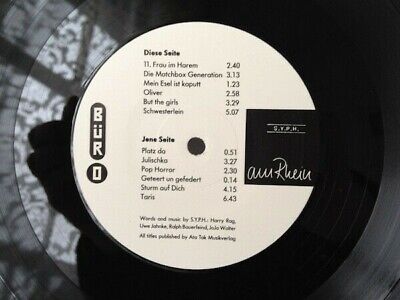 Diese Seite
11. Frau im Harem 2.40
Die Matchbox Generation 3.13
Mein Esel ist kaputt 1.23
Oliver 2.58
But the girls 3.29
Schwesterlein 5.07
BÜRO
S.Y.P.H.
am Rhein
Jene Seite
Platz da 0.51
Julischka 3.27
Pop Horror 2.30
Geteert un gefedert 0.14
Sturm auf Dich 4.15
Taris 6.43
Words and music by S.Y.P.H.: Harry Rag,
Uwe Jahnke, Ralph Bauerfeind, JoJo Wolter
All titles published by Ata Tak Musikverlag